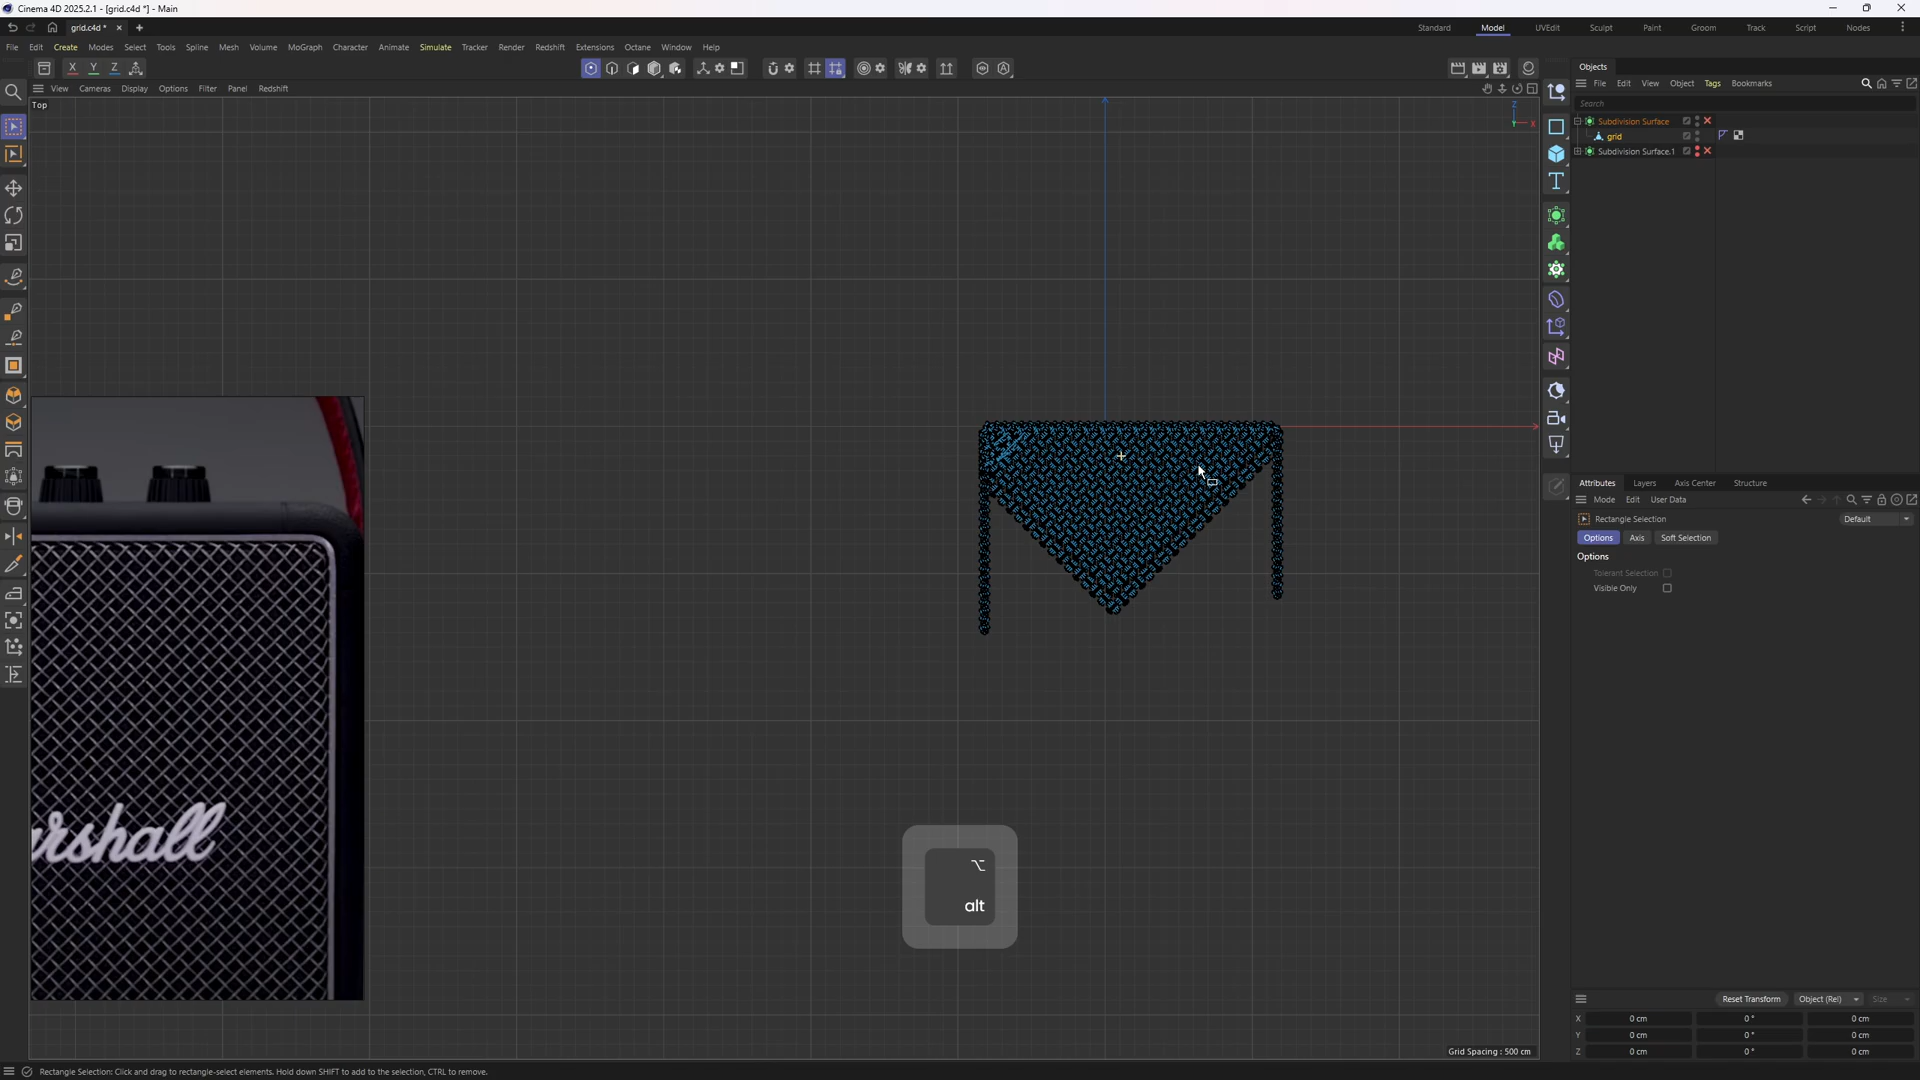 Cinema 4D 2025.2.1 - [grid.c4d *] - Main
grid.c4d *
Standard Model UVEdit Sculpt Paint Groom Track Script Nodes
File Edit Create Modes Select Tools Spline Mesh Volume MoGraph Character Animate Simulate Tracker Render Redshift Extensions Octane Window Help
X Y Z
Objects
View Cameras Display Options Filter Panel Redshift
File Edit View Object Tags Bookmarks
Top
Search
Z
Y X
Subdivision Surface
grid
Subdivision Surface.1
Attributes Layers Axis Center Structure
Mode Edit User Data
Rectangle Selection Default
Options Axis Soft Selection
Options
Tolerant Selection
Visible Only
rshall
alt
Reset Transform Object (Rel) Size
X 0 cm 0 ° 0 cm
Y 0 cm 0 ° 0 cm
Z 0 cm 0 ° 0 cm
Grid Spacing : 500 cm
Rectangle Selection: Click and drag to rectangle-select elements. Hold down SHIFT to add to the selection, CTRL to remove.